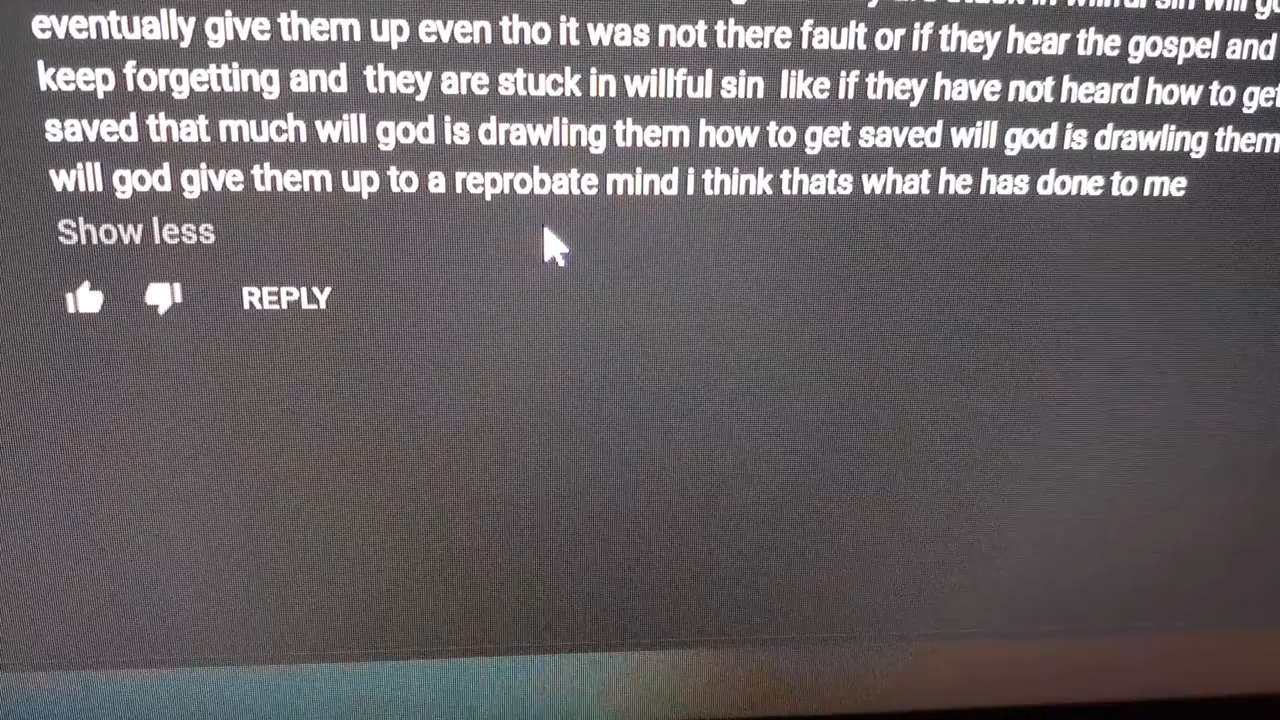 eventually give them up even tho it was not there fault or if they hear the gospel and
keep forgetting and they are stuck in willful sin like if they have not heard how to get
saved that much will god is drawling them how to get saved will god is drawling them
will god give them up to a reprobate mind i think thats what he has done to me
Show less
REPLY